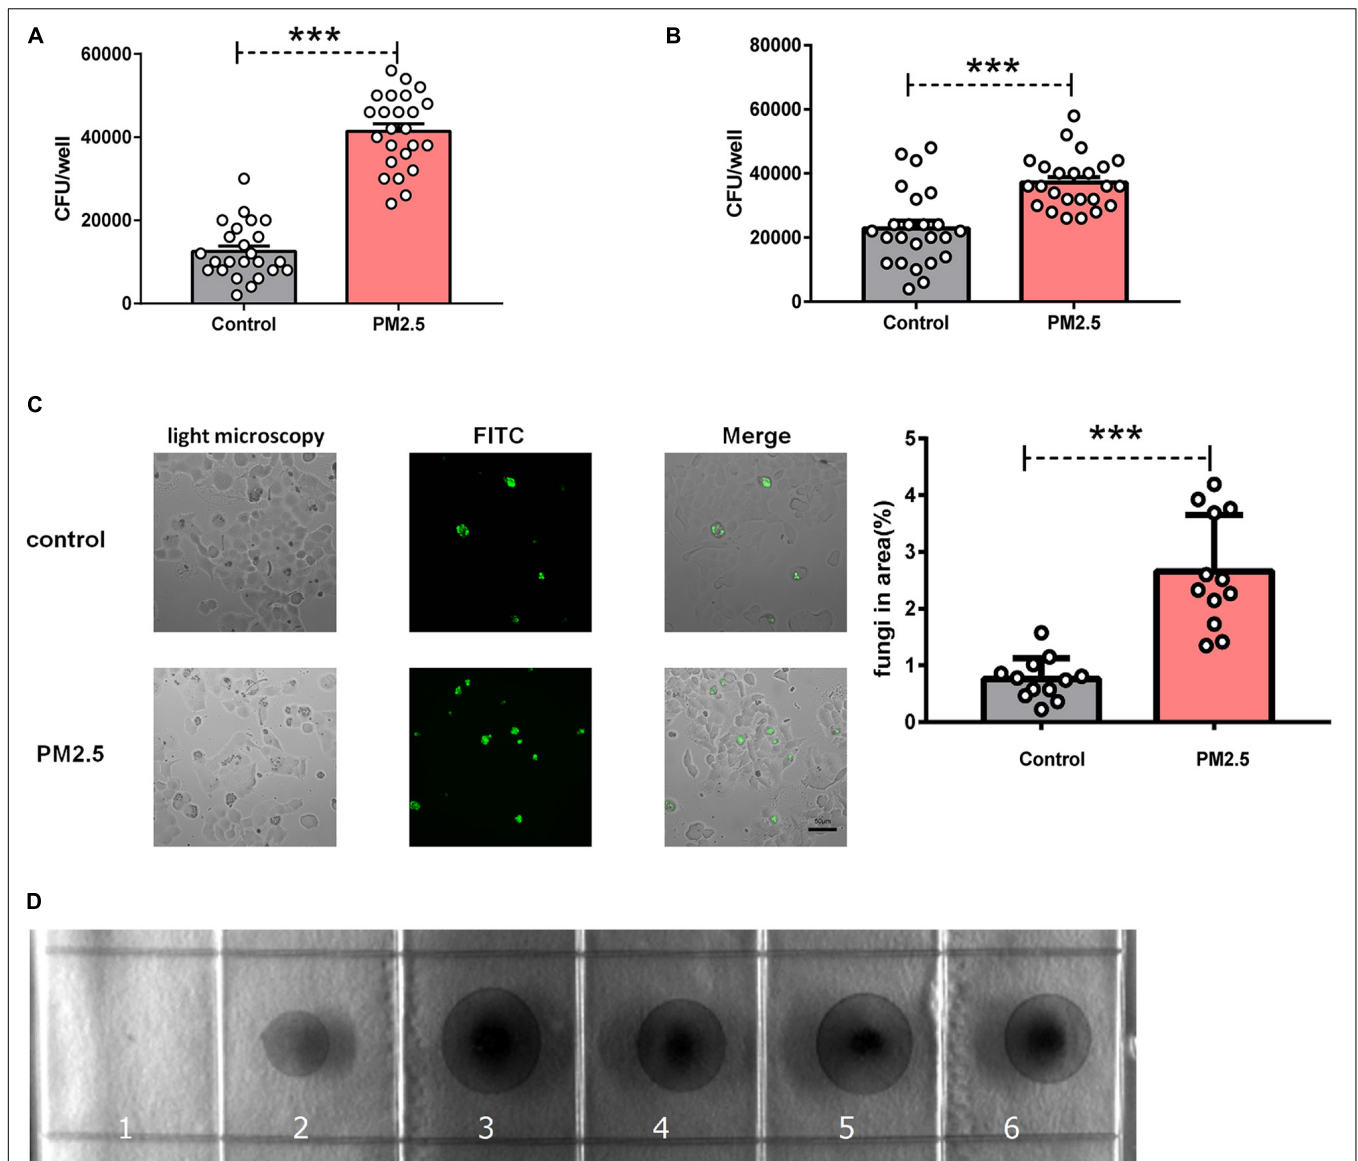 A
***
60000
40000
20000
0
CFU/well
Control
PM2.5
B
***
80000
60000
40000
20000
0
CFU/well
Control
PM2.5
C
light microscopy
FITC
Merge
control
PM2.5
50μm
***
5
4
3
2
1
0
fungi in area(%)
Control
PM2.5
D
1
2
3
4
5
6